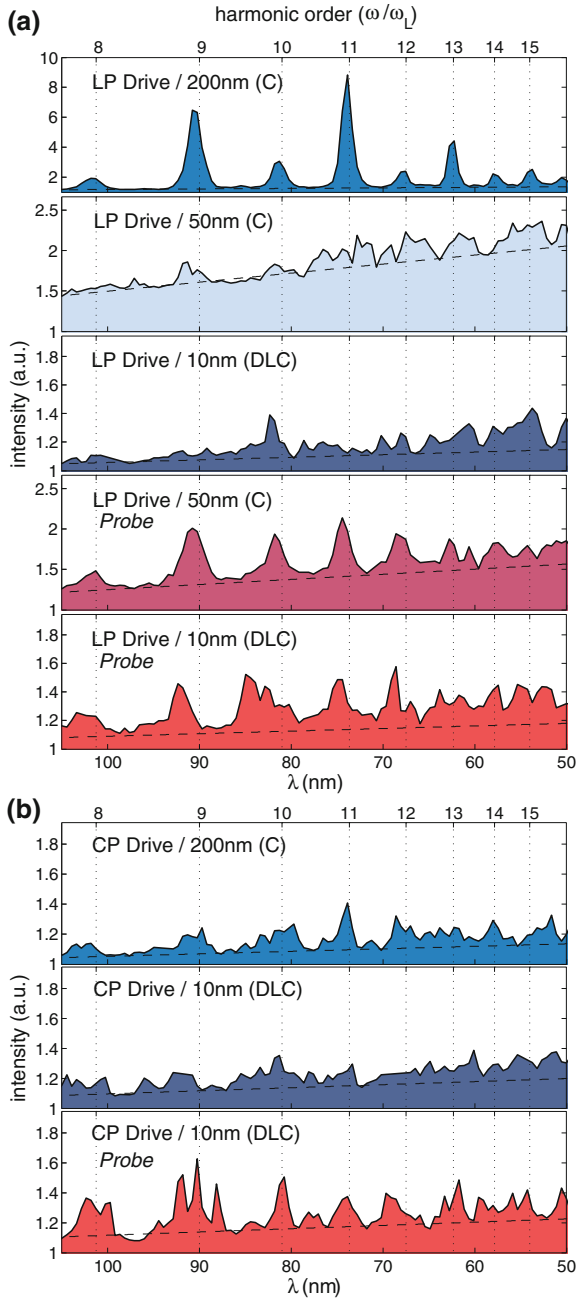 harmonic order (ω/ω_L)
(a)
8 9 10 11 12 13 14 15
LP Drive / 200nm (C)
10
8
6
4
2
LP Drive / 50nm (C)
2.5
2
1.5
1
LP Drive / 10nm (DLC)
1.8
1.6
1.4
1.2
1
intensity (a.u.)
LP Drive / 50nm (C)
Probe
2.5
2
1.5
1
LP Drive / 10nm (DLC)
Probe
1.8
1.6
1.4
1.2
1
100 90 80 70 60 50
λ (nm)
(b)
8 9 10 11 12 13 14 15
CP Drive / 200nm (C)
1.8
1.6
1.4
1.2
1
CP Drive / 10nm (DLC)
1.8
1.6
1.4
1.2
1
intensity (a.u.)
CP Drive / 10nm (DLC)
Probe
1.8
1.6
1.4
1.2
1
100 90 80 70 60 50
λ (nm)